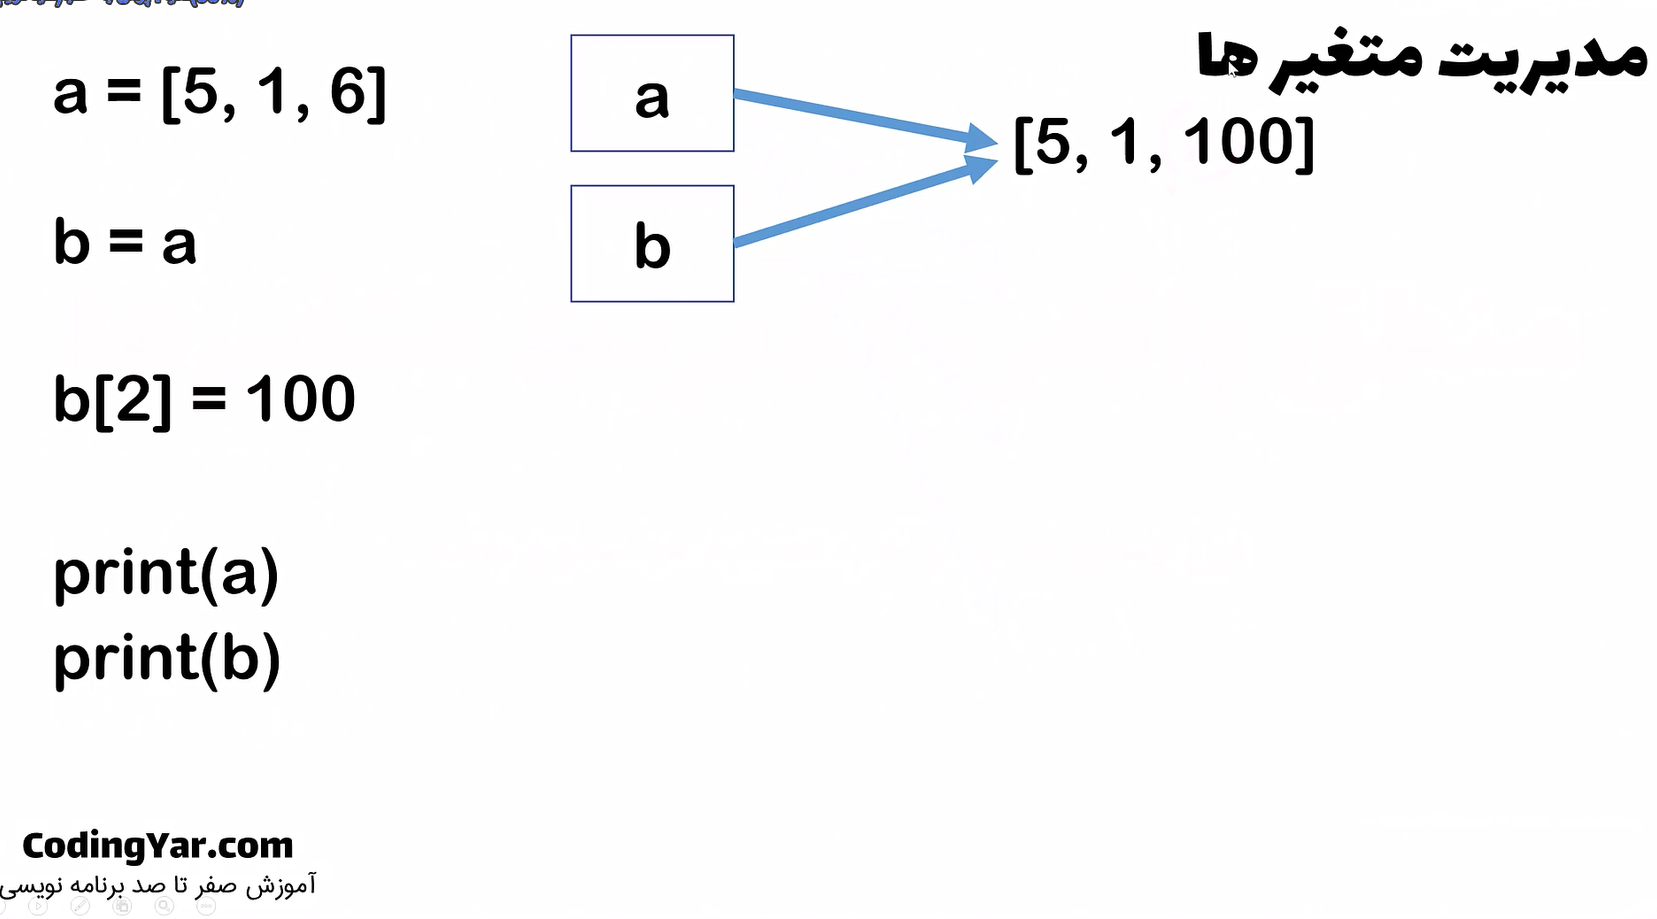 مدیریت متغیر ها
a = [5, 1, 6]
a
[5, 1, 100]
b = a
b
b[2] = 100
print(a)
print(b)
CodingYar.com
آموزش صفر تا صد برنامه نویسی